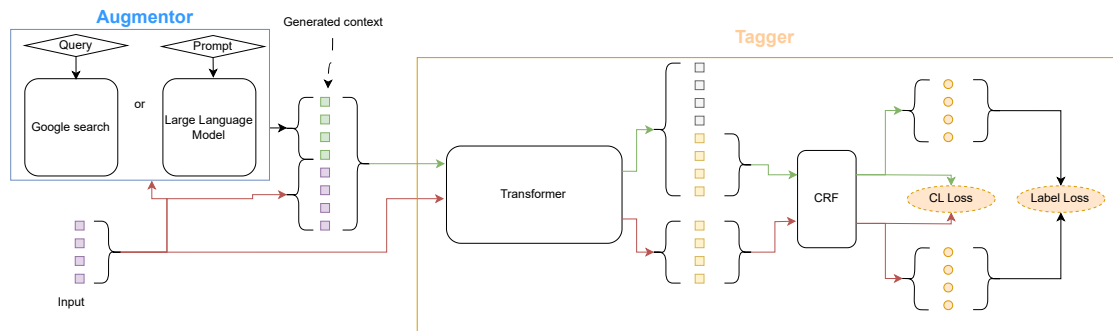 Augmentor
Generated context
Tagger
Query
Prompt
Google search
or
Large Language
Model
Transformer
CRF
CL Loss
Label Loss
Input